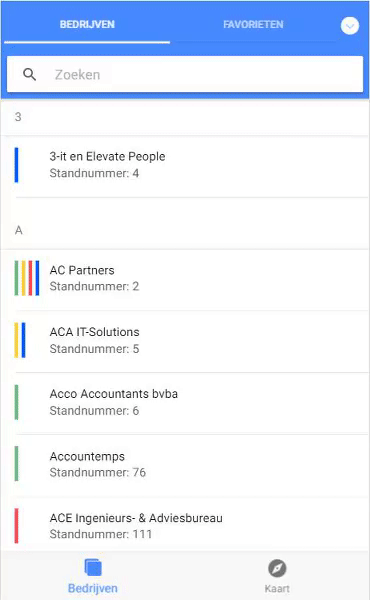 BEDRIJVEN FAVORIETEN
Zoeken
3
3-it en Elevate People
Standnummer: 4
A
AC Partners
Standnummer: 2
ACA IT-Solutions
Standnummer: 5
Acco Accountants bvba
Standnummer: 6
Accountemps
Standnummer: 76
ACE Ingenieurs- & Adviesbureau
Standnummer: 111
Bedrijven Kaart